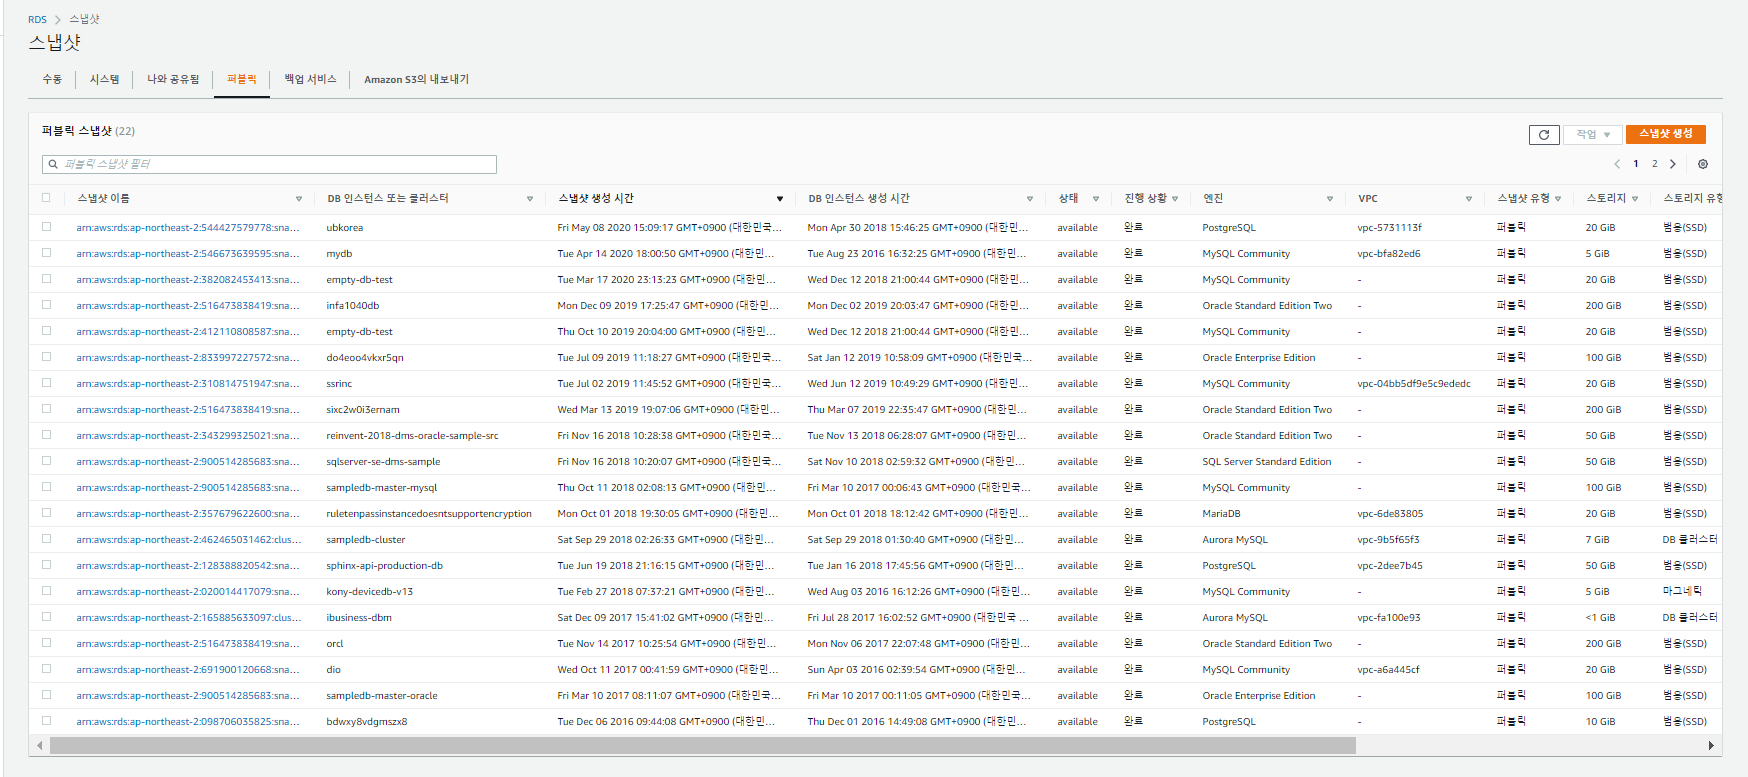 RDS > 스냅샷
스냅샷
수동 시스템 나와 공유됨 퍼블릭 백업 서비스 Amazon S3의 내보내기
퍼블릭 스냅샷 (22)
작업 스냅샷 생성
퍼블릭 스냅샷 필터
1 2
스냅샷 이름 DB 인스턴스 또는 클러스터 스냅샷 생성 시간 DB 인스턴스 생성 시간 상태 진행 상황 엔진 VPC 스냅샷 유형 스토리지 스토리지 유형
arn:aws:rds:ap-northeast-2:544427579778:sna... ubkorea Fri May 08 2020 15:09:17 GMT+0900 (대한민국... Mon Apr 30 2018 15:46:25 GMT+0900 (대한민... available 완료 PostgreSQL vpc-5731113f 퍼블릭 20 GiB 범용(SSD)
arn:aws:rds:ap-northeast-2:546673639595:sna... mydb Tue Apr 14 2020 18:00:50 GMT+0900 (대한민... Tue Aug 23 2016 16:32:25 GMT+0900 (대한민... available 완료 MySQL Community vpc-bfa82ed6 퍼블릭 5 GiB 범용(SSD)
arn:aws:rds:ap-northeast-2:382082453413:sna... empty-db-test Tue Mar 17 2020 23:13:23 GMT+0900 (대한민... Wed Dec 12 2018 21:00:44 GMT+0900 (대한민... available 완료 MySQL Community - 퍼블릭 20 GiB 범용(SSD)
arn:aws:rds:ap-northeast-2:516473838419:sna... infa1040db Mon Dec 09 2019 17:25:47 GMT+0900 (대한민... Mon Dec 02 2019 20:03:47 GMT+0900 (대한민... available 완료 Oracle Standard Edition Two - 퍼블릭 200 GiB 범용(SSD)
arn:aws:rds:ap-northeast-2:412110808587:sna... empty-db-test Thu Oct 10 2019 20:04:00 GMT+0900 (대한민... Wed Dec 12 2018 21:00:44 GMT+0900 (대한민... available 완료 MySQL Community - 퍼블릭 20 GiB 범용(SSD)
arn:aws:rds:ap-northeast-2:833997227572:sna... do4eoo4vkxr5qn Tue Jul 09 2019 11:18:27 GMT+0900 (대한민국... Sat Jan 12 2019 10:58:09 GMT+0900 (대한민국... available 완료 Oracle Enterprise Edition - 퍼블릭 100 GiB 범용(SSD)
arn:aws:rds:ap-northeast-2:310814751947:sna... ssrinc Tue Jul 02 2019 11:45:52 GMT+0900 (대한민국... Wed Jun 12 2019 10:49:29 GMT+0900 (대한민... available 완료 MySQL Community vpc-04bb5df9e5c9ededc 퍼블릭 20 GiB 범용(SSD)
arn:aws:rds:ap-northeast-2:516473838419:sna... sixc2w0i3ernam Wed Mar 13 2019 19:07:06 GMT+0900 (대한민... Thu Mar 07 2019 22:35:47 GMT+0900 (대한민... available 완료 Oracle Standard Edition Two - 퍼블릭 200 GiB 범용(SSD)
arn:aws:rds:ap-northeast-2:343299325021:sna... reinvent-2018-dms-oracle-sample-src Fri Nov 16 2018 10:28:38 GMT+0900 (대한민... Tue Nov 13 2018 06:28:07 GMT+0900 (대한민... available 완료 Oracle Standard Edition Two - 퍼블릭 50 GiB 범용(SSD)
arn:aws:rds:ap-northeast-2:900514285683:sna... sqlserver-se-dms-sample Fri Nov 16 2018 10:20:07 GMT+0900 (대한민... Sat Nov 10 2018 02:59:32 GMT+0900 (대한민... available 완료 SQL Server Standard Edition - 퍼블릭 50 GiB 범용(SSD)
arn:aws:rds:ap-northeast-2:900514285683:sna... sampledb-master-mysql Thu Oct 11 2018 02:08:13 GMT+0900 (대한민... Fri Mar 10 2017 00:06:43 GMT+0900 (대한민... available 완료 MySQL Community - 퍼블릭 100 GiB 범용(SSD)
arn:aws:rds:ap-northeast-2:357679622600:sna... ruletenpassinstancedoesntsupportencryption Mon Oct 01 2018 19:30:05 GMT+0900 (대한민... Mon Oct 01 2018 18:12:42 GMT+0900 (대한민... available 완료 MariaDB vpc-6de83805 퍼블릭 20 GiB 범용(SSD)
arn:aws:rds:ap-northeast-2:462465031462:clus... sampledb-cluster Sat Sep 29 2018 02:26:33 GMT+0900 (대한민... Sat Sep 29 2018 01:30:40 GMT+0900 (대한민... available 완료 Aurora MySQL vpc-9b5f65f3 퍼블릭 7 GiB DB 클러스터
arn:aws:rds:ap-northeast-2:128388820542:sna... sphinx-api-production-db Tue Jun 19 2018 21:16:15 GMT+0900 (대한민... Tue Jan 16 2018 17:45:56 GMT+0900 (대한민... available 완료 PostgreSQL vpc-2dee7b45 퍼블릭 50 GiB 범용(SSD)
arn:aws:rds:ap-northeast-2:020014417079:sna... kony-devicedb-v13 Tue Feb 27 2018 07:37:21 GMT+0900 (대한민... Wed Aug 03 2016 16:12:26 GMT+0900 (대한민... available 완료 MySQL Community - 퍼블릭 5 GiB 마그네틱
arn:aws:rds:ap-northeast-2:165885633097:clus... ibusiness-dbm Sat Dec 09 2017 15:41:02 GMT+0900 (대한민... Fri Jul 28 2017 16:02:52 GMT+0900 (대한민국 ... available 완료 Aurora MySQL vpc-fa100e93 퍼블릭 <1 GiB DB 클러스터
arn:aws:rds:ap-northeast-2:516473838419:sna... orcl Tue Nov 14 2017 10:25:54 GMT+0900 (대한민... Mon Nov 06 2017 22:07:48 GMT+0900 (대한민... available 완료 Oracle Standard Edition Two - 퍼블릭 200 GiB 범용(SSD)
arn:aws:rds:ap-northeast-2:691900120668:sna... dio Wed Oct 11 2017 00:41:59 GMT+0900 (대한민... Sun Apr 03 2016 02:39:54 GMT+0900 (대한민... available 완료 MySQL Community vpc-a6a445cf 퍼블릭 20 GiB 범용(SSD)
arn:aws:rds:ap-northeast-2:900514285683:sna... sampledb-master-oracle Fri Mar 10 2017 08:11:07 GMT+0900 (대한민국... Fri Mar 10 2017 00:11:05 GMT+0900 (대한민국... available 완료 Oracle Enterprise Edition - 퍼블릭 100 GiB 범용(SSD)
arn:aws:rds:ap-northeast-2:098706035825:sna... bdwxy8vdgmszx8 Tue Dec 06 2016 09:44:08 GMT+0900 (대한민... Thu Dec 01 2016 14:49:08 GMT+0900 (대한민... available 완료 PostgreSQL - 퍼블릭 10 GiB 범용(SSD)